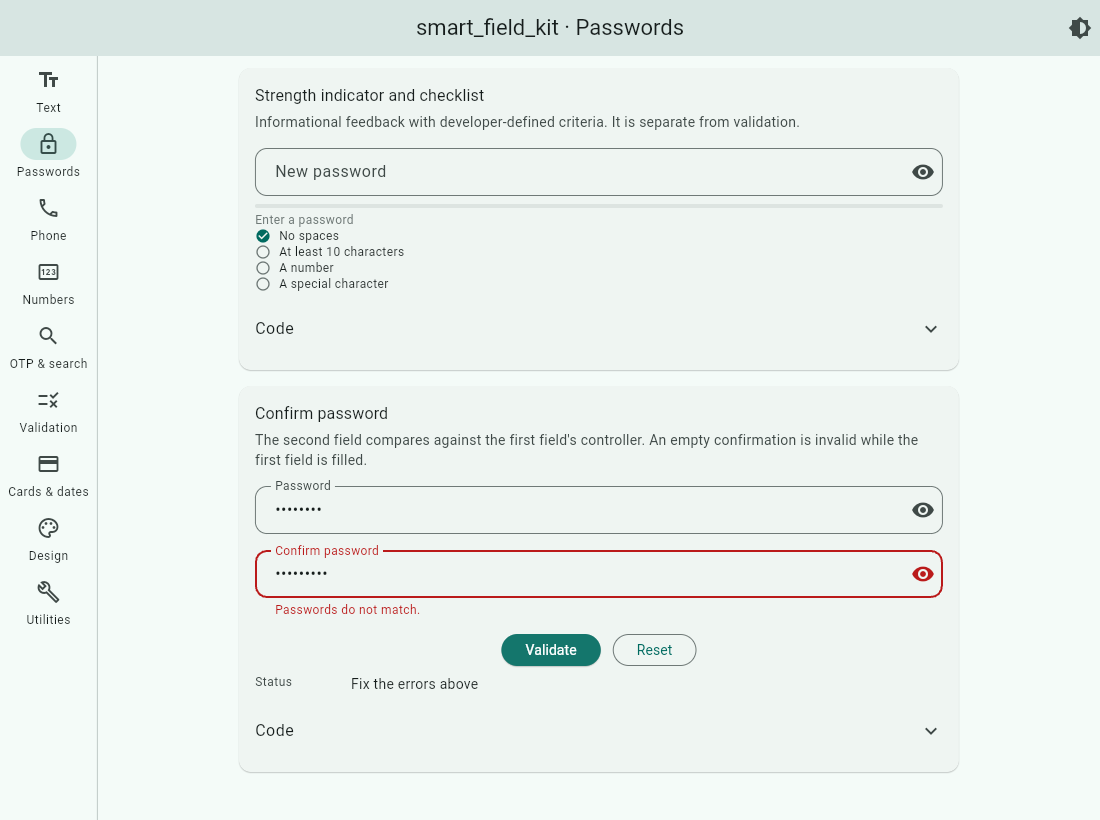 smart_field_kit · Passwords
Text
Passwords
Phone
123
Numbers
OTP & search
Validation
Cards & dates
Design
Utilities
Strength indicator and checklist
Informational feedback with developer-defined criteria. It is separate from validation.
New password
Enter a password
No spaces
At least 10 characters
A number
A special character
Code
Confirm password
The second field compares against the first field's controller. An empty confirmation is invalid while the
first field is filled.
Password
••••••••
Confirm password
•••••••••
Passwords do not match.
Validate
Reset
Status
Fix the errors above
Code